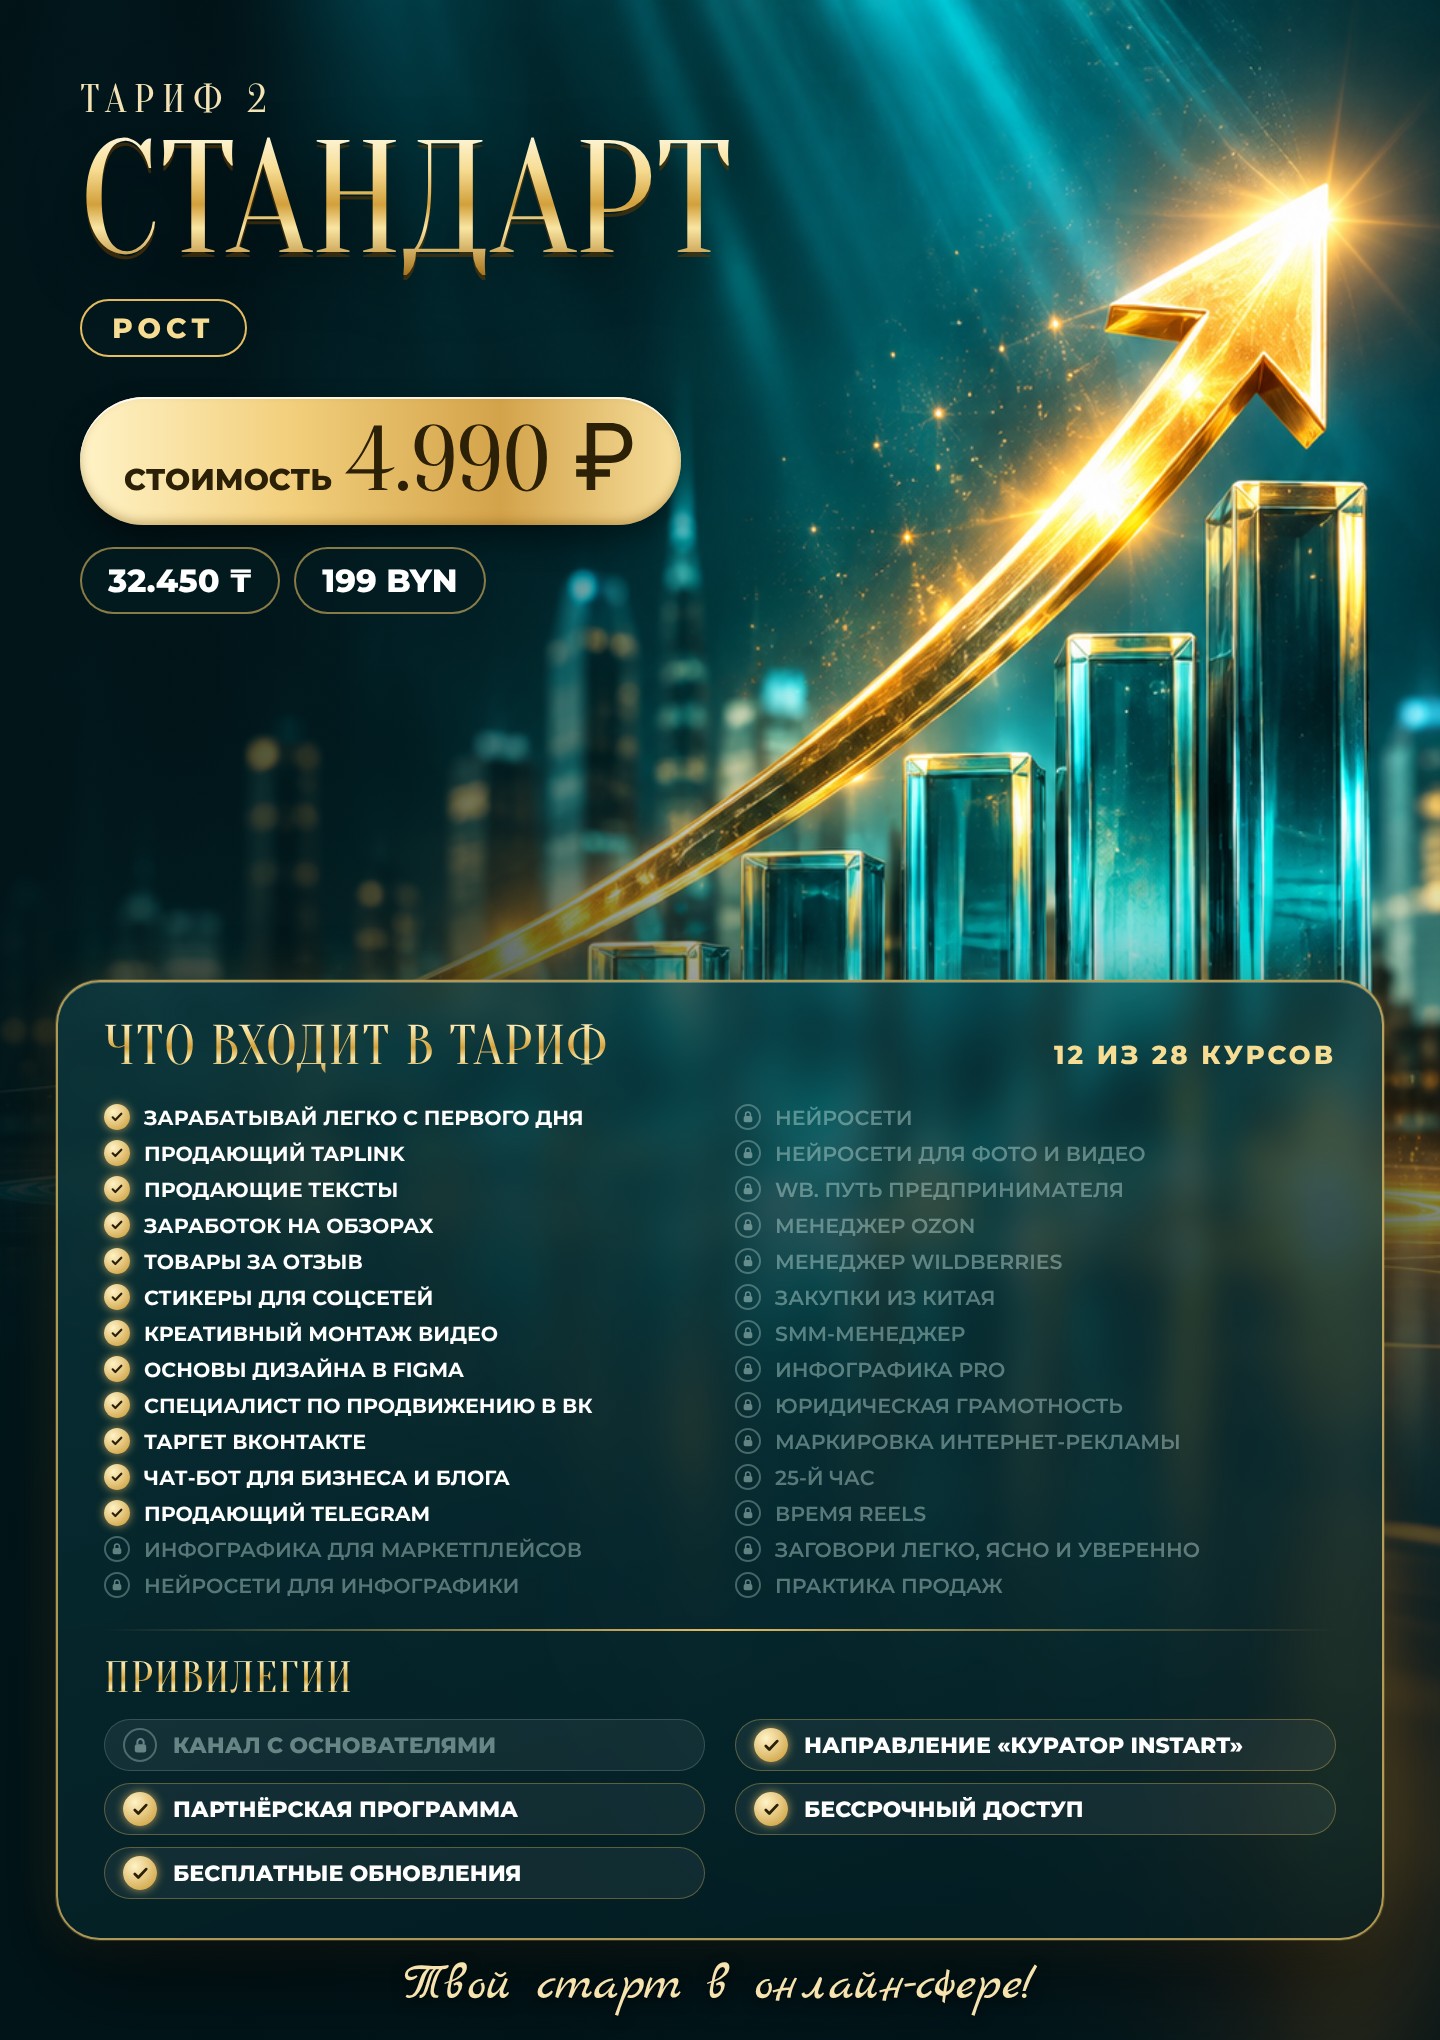 ТАРИФ 2
СТАНДАРТ
РОСТ
стоимость 4.990 ₽
32.450 ₸
199 BYN
ЧТО ВХОДИТ В ТАРИФ
12 ИЗ 28 КУРСОВ
ЗАРАБАТЫВАЙ ЛЕГКО С ПЕРВОГО ДНЯ
ПРОДАЮЩИЙ TAPLINK
ПРОДАЮЩИЕ ТЕКСТЫ
ЗАРАБОТОК НА ОБЗОРАХ
ТОВАРЫ ЗА ОТЗЫВ
СТИКЕРЫ ДЛЯ СОЦСЕТЕЙ
КРЕАТИВНЫЙ МОНТАЖ ВИДЕО
ОСНОВЫ ДИЗАЙНА В FIGMA
СПЕЦИАЛИСТ ПО ПРОДВИЖЕНИЮ В ВК
ТАРГЕТ ВКОНТАКТЕ
ЧАТ-БОТ ДЛЯ БИЗНЕСА И БЛОГА
ПРОДАЮЩИЙ TELEGRAM
ИНФОГРАФИКА ДЛЯ МАРКЕТПЛЕЙСОВ
НЕЙРОСЕТИ ДЛЯ ИНФОГРАФИКИ
НЕЙРОСЕТИ
НЕЙРОСЕТИ ДЛЯ ФОТО И ВИДЕО
WB. ПУТЬ ПРЕДПРИНИМАТЕЛЯ
МЕНЕДЖЕР OZON
МЕНЕДЖЕР WILDBERRIES
ЗАКУПКИ ИЗ КИТАЯ
SMM-МЕНЕДЖЕР
ИНФОГРАФИКА PRO
ЮРИДИЧЕСКАЯ ГРАМОТНОСТЬ
МАРКИРОВКА ИНТЕРНЕТ-РЕКЛАМЫ
25-Й ЧАС
ВРЕМЯ REELS
ЗАГОВОРИ ЛЕГКО, ЯСНО И УВЕРЕННО
ПРАКТИКА ПРОДАЖ
ПРИВИЛЕГИИ
КАНАЛ С ОСНОВАТЕЛЯМИ
НАПРАВЛЕНИЕ «КУРАТОР INSTART»
ПАРТНЁРСКАЯ ПРОГРАММА
БЕССРОЧНЫЙ ДОСТУП
БЕСПЛАТНЫЕ ОБНОВЛЕНИЯ
Твой старт в онлайн-сфере!